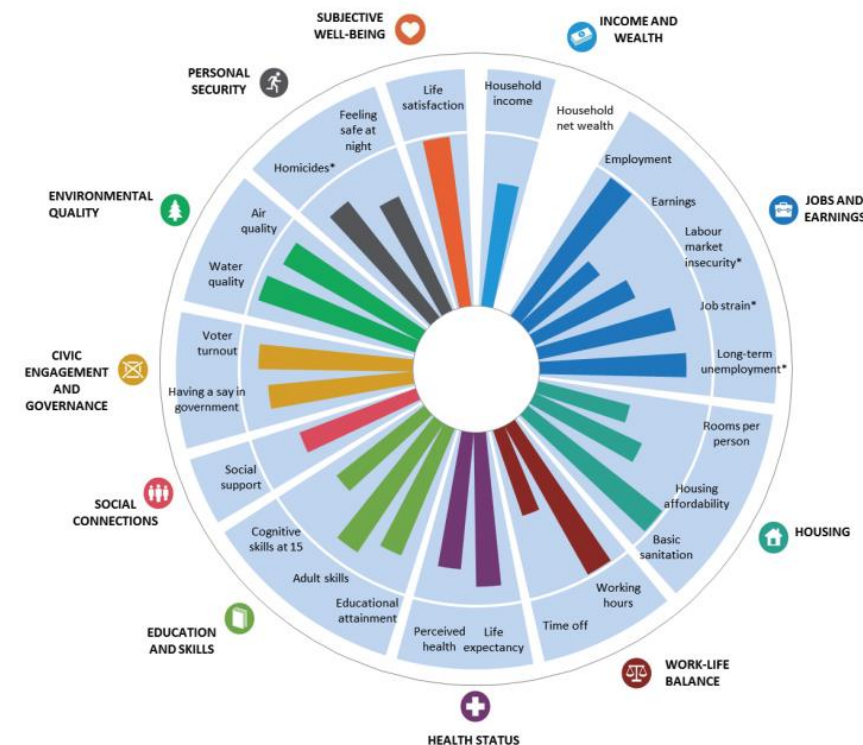 SUBJECTIVE
WELL-BEING
INCOME AND
WEALTH
PERSONAL
SECURITY
Life
satisfaction
Household
income
Household
net wealth
Feeling
safe at
night
Homicides*
Employment
Earnings
Labour
market
insecurity*
Job strain*
Long-term
unemployment*
JOBS AND
EARNINGS
ENVIRONMENTAL
QUALITY
Air
quality
Water
quality
CIVIC
ENGAGEMENT
AND
GOVERNANCE
Voter
turnout
Having a say in
government
Rooms per
person
Housing
affordability
Basic
sanitation
HOUSING
SOCIAL
CONNECTIONS
Social
support
Cognitive
skills at 15
Adult skills
Educational
attainment
EDUCATION
AND SKILLS
Perceived
health
Life
expectancy
HEALTH STATUS
Time off
Working
hours
WORK-LIFE
BALANCE